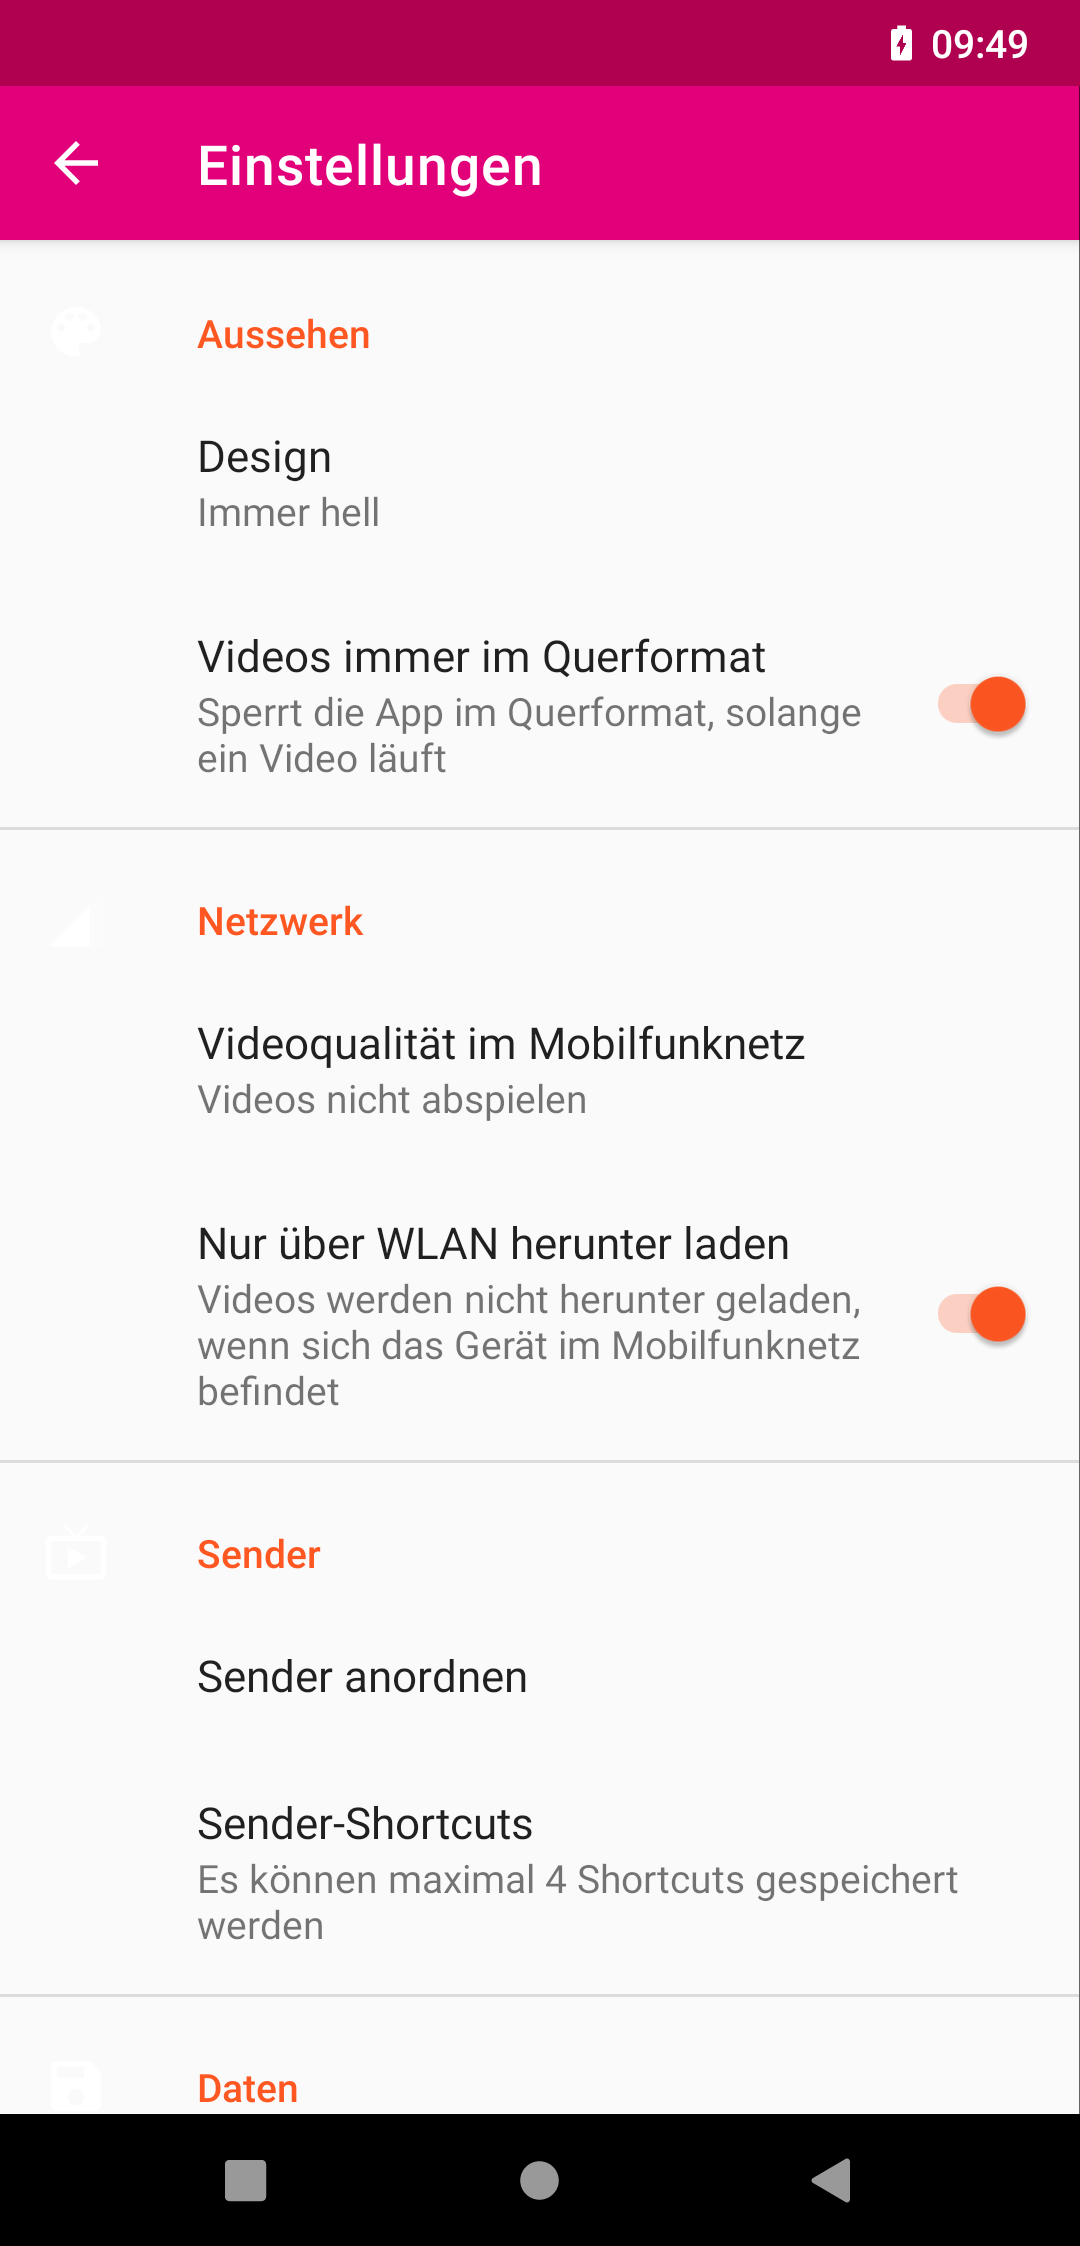 09:49
Einstellungen
Aussehen
Design
Immer hell
Videos immer im Querformat
Sperrt die App im Querformat, solange
ein Video läuft
Netzwerk
Videoqualität im Mobilfunknetz
Videos nicht abspielen
Nur über WLAN herunter laden
Videos werden nicht herunter geladen,
wenn sich das Gerät im Mobilfunknetz
befindet
Sender
Sender anordnen
Sender-Shortcuts
Es können maximal 4 Shortcuts gespeichert
werden
Daten